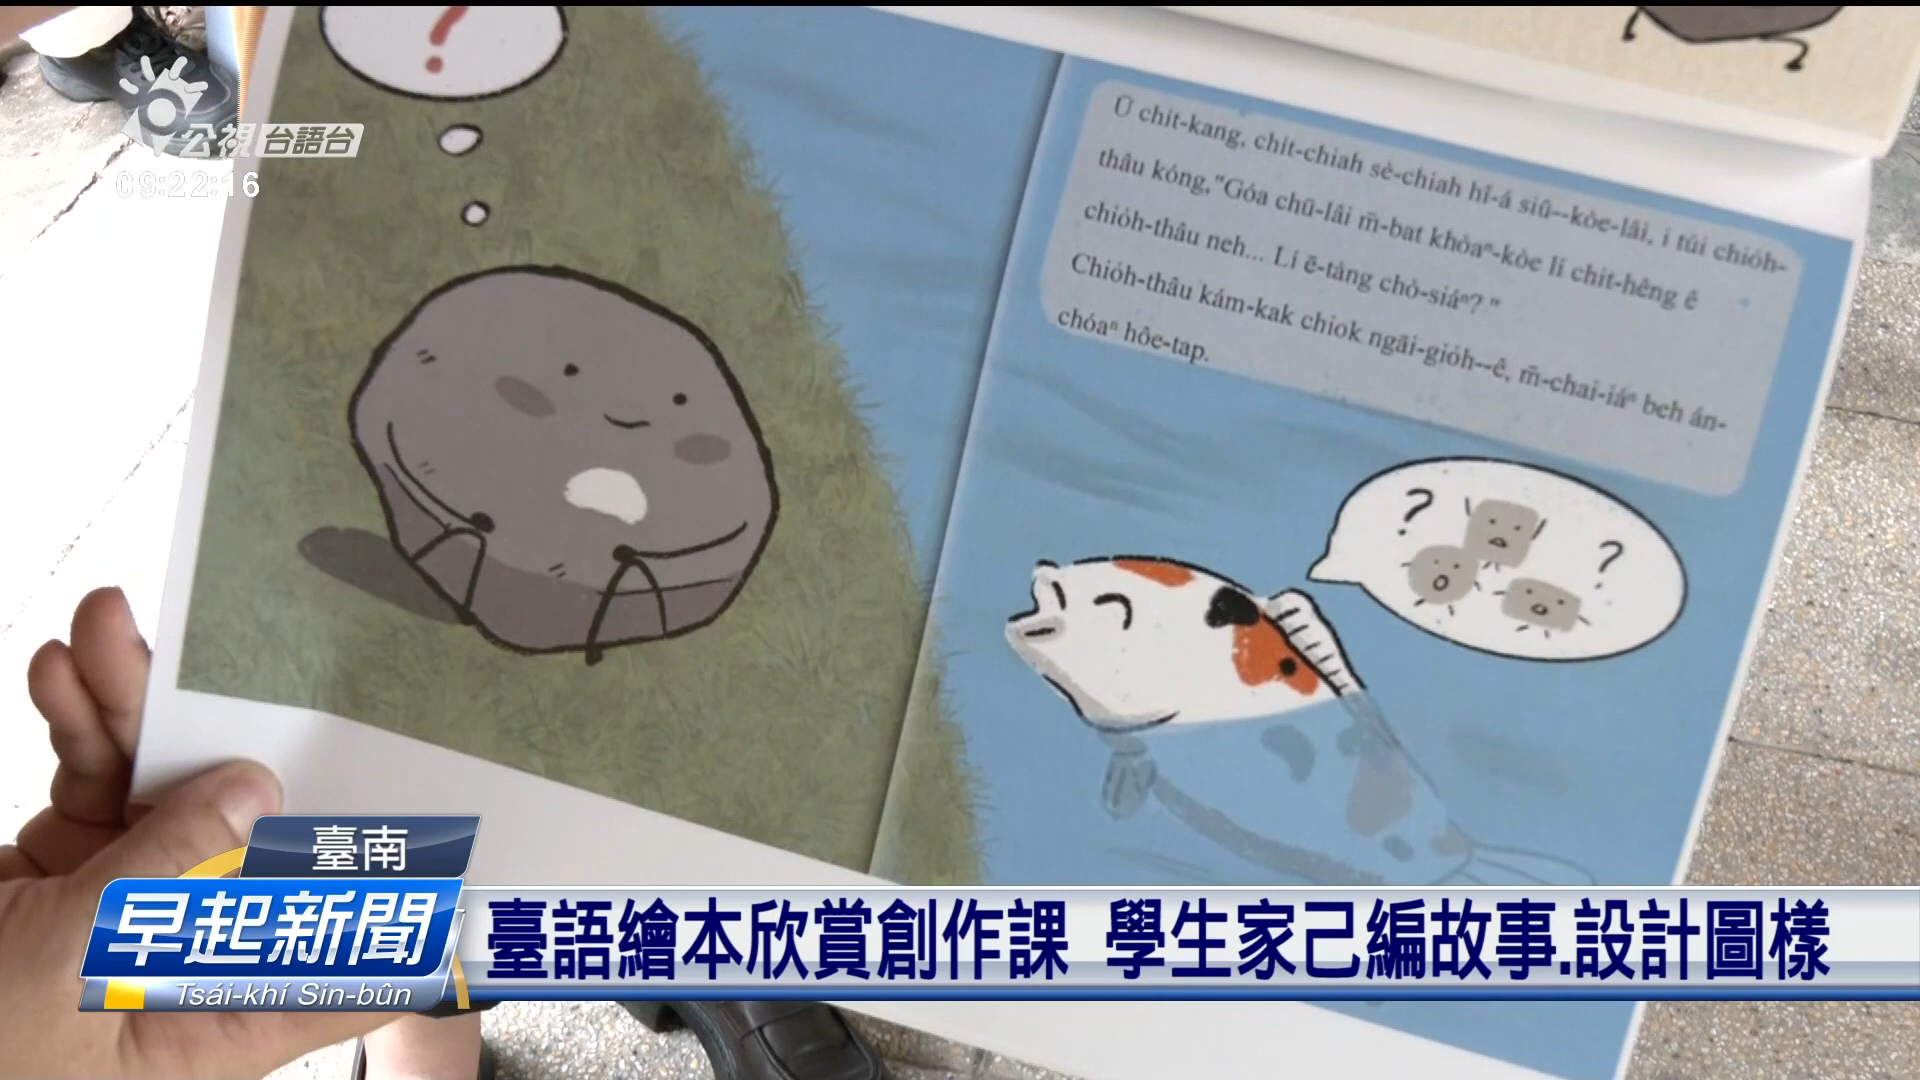 ?
公視 台語台
09:22:16
Ū chit-kang, chit-chiah sè-chiah hî-á siû--kòe-lâi, i tùi chio̍h-
thâu kóng,"Góa chū-lâi m̄-bat khòaⁿ-kòe lí chit-hêng ê
chio̍h-thâu neh... Lí ē-tàng chò-siáⁿ?"
Chio̍h-thâu kám-kak chiok ngāi-gio̍h--ê, m̄-chai-iáⁿ beh án-
chóaⁿ hôe-tap.
? ?
臺南
早起新聞
Tsái-khí Sin-bûn
臺語繪本欣賞創作課 學生家己編故事.設計圖樣